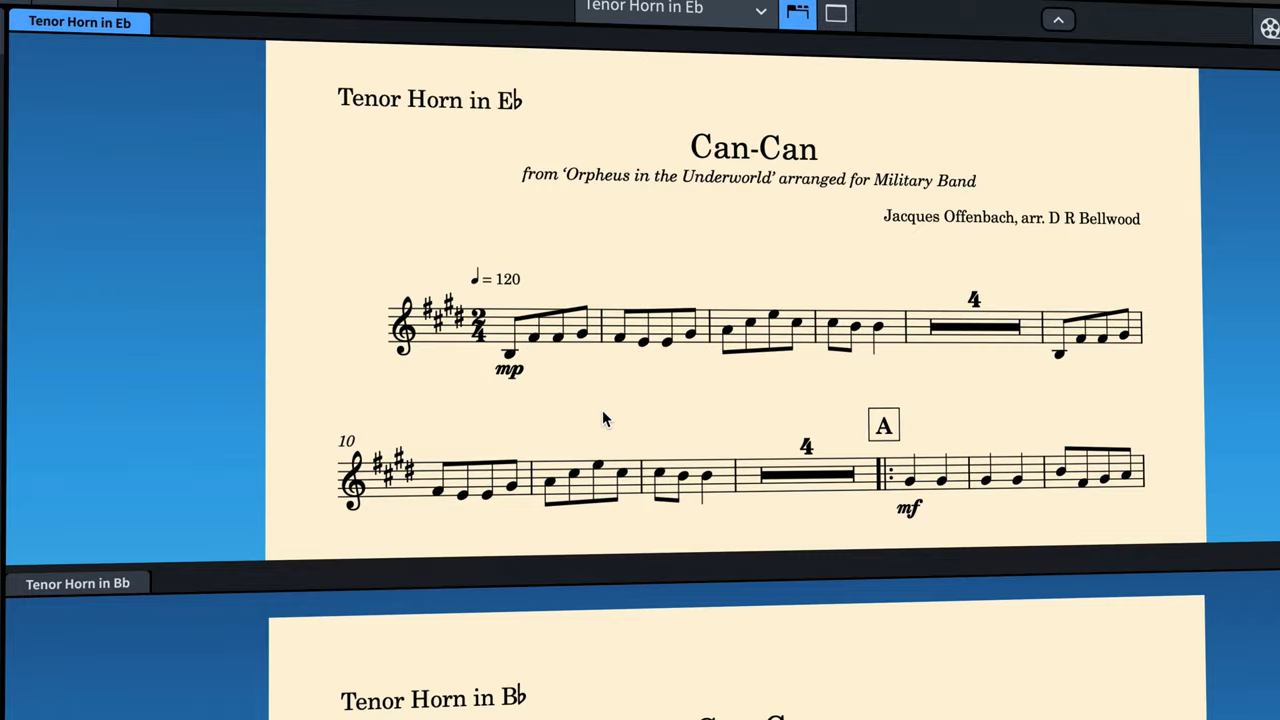 Tenor Horn in Eb
Tenor Horn in Eb
Tenor Horn in E♭
Can-Can
from ‘Orpheus in the Underworld’ arranged for Military Band
Jacques Offenbach, arr. D R Bellwood
♩ = 120
4
2
4
mp
10
4
A
mf
Tenor Horn in Bb
Tenor Horn in B♭